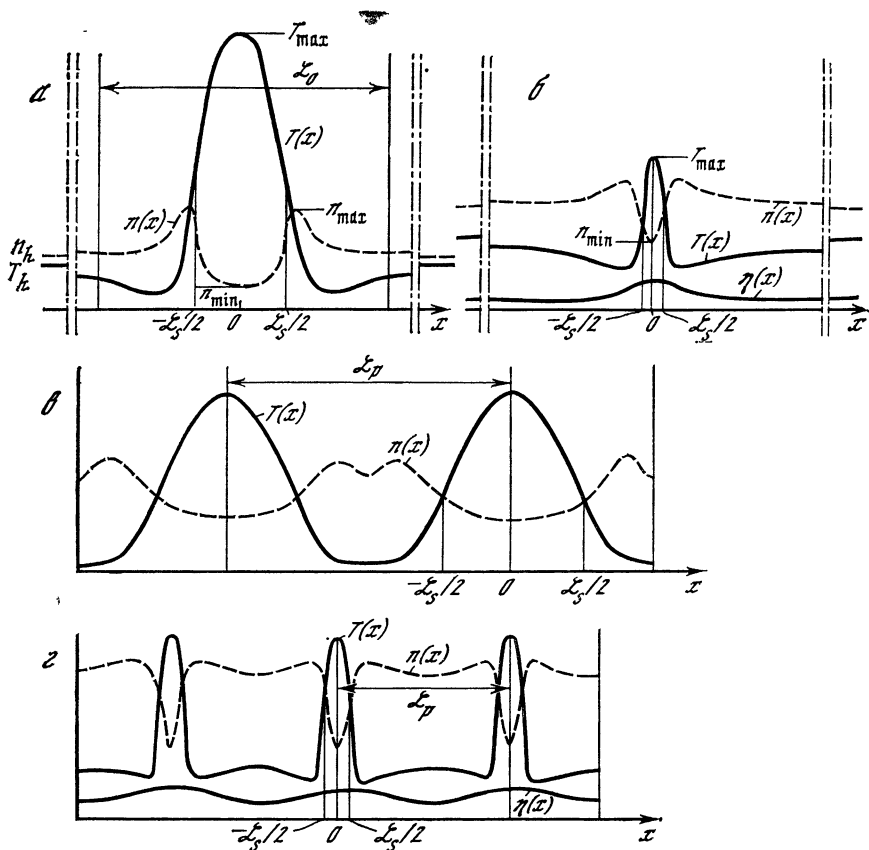 а
T_max
𝓛_0
T(x)
n(x)
n_max
n_h
T_h
n_min
-𝓛_s/2 0 𝓛_s/2 x
б
T_max
n(x)
n_min
T(x)
η(x)
-𝓛_s/2 0 𝓛_s/2 x
в
𝓛_p
T(x)
n(x)
-𝓛_s/2 0 𝓛_s/2 x
г
T(x)
n(x)
𝓛_p
η(x)
-𝓛_s/2 0 𝓛_s/2 x